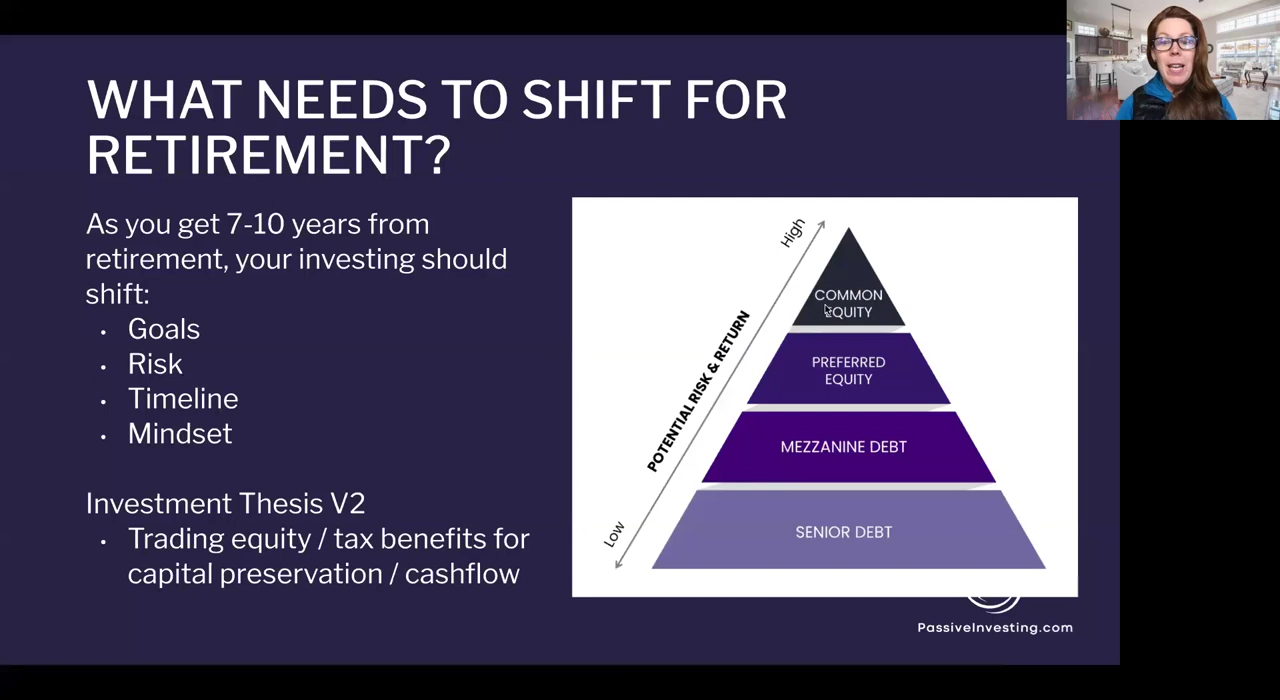 WHAT NEEDS TO SHIFT FOR
RETIREMENT?
As you get 7-10 years from
retirement, your investing should
shift:
• Goals
• Risk
• Timeline
• Mindset
Investment Thesis V2
• Trading equity / tax benefits for
capital preservation / cashflow
High
POTENTIAL RISK & RETURN
Low
COMMON
EQUITY
PREFERRED
EQUITY
MEZZANINE DEBT
SENIOR DEBT
PassiveInvesting.com